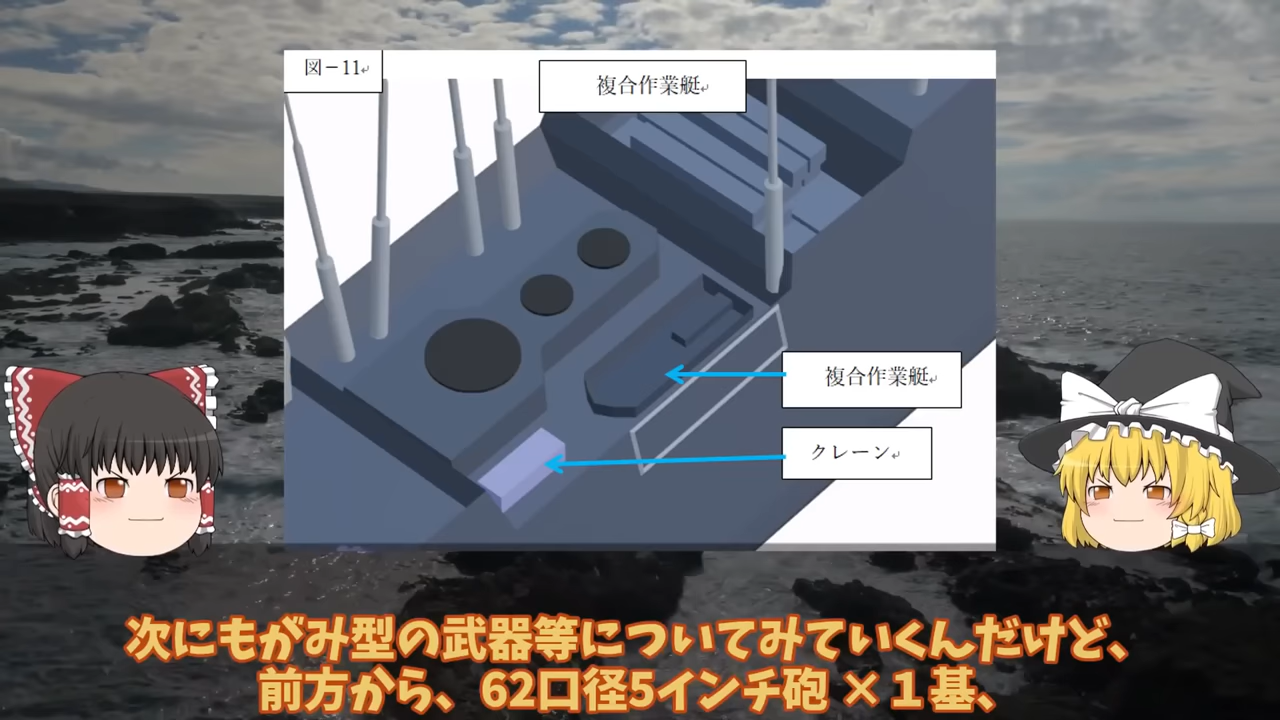 図－11
複合作業艇
複合作業艇
クレーン
次にもがみ型の武器等についてみていくんだけど、
前方から、62口径5インチ砲 ×１基、